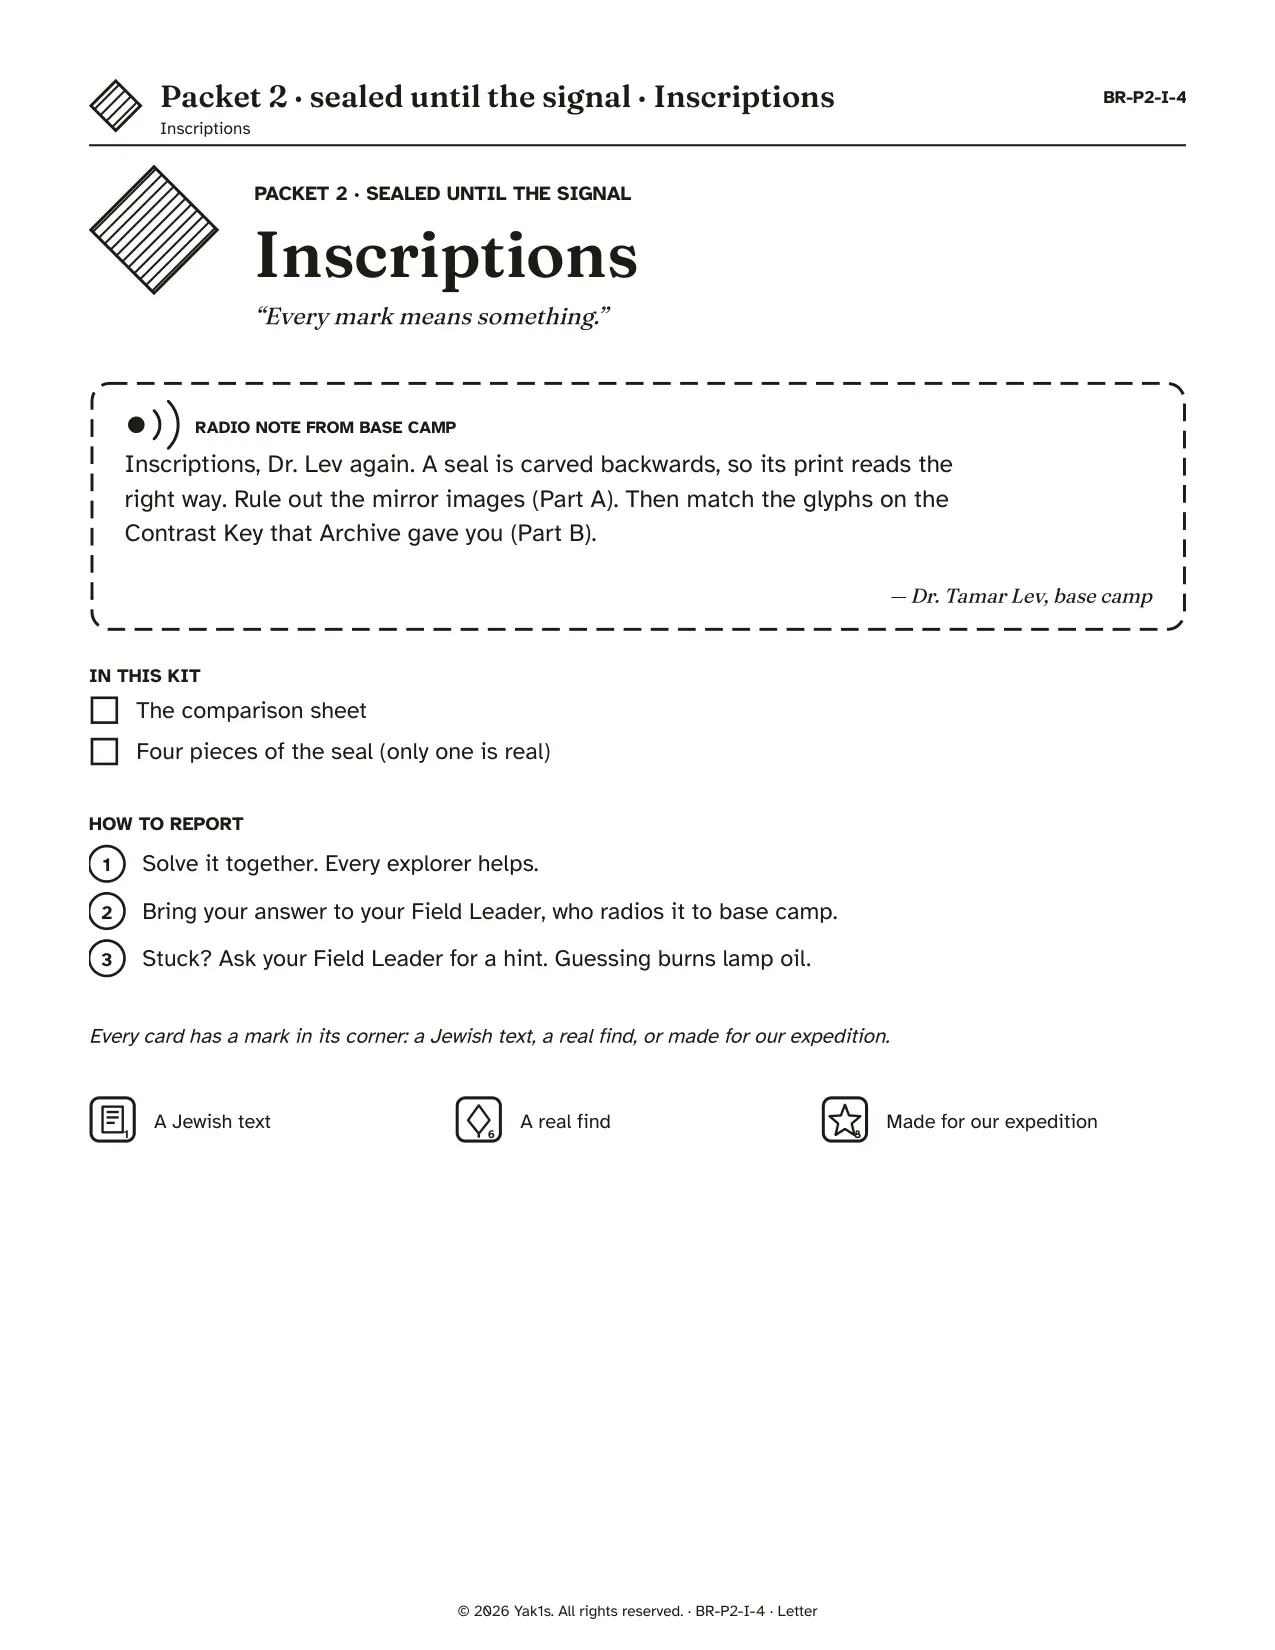 Packet 2 · sealed until the signal · Inscriptions
BR-P2-I-4
Inscriptions
PACKET 2 · SEALED UNTIL THE SIGNAL
Inscriptions
“Every mark means something.”
RADIO NOTE FROM BASE CAMP
Inscriptions, Dr. Lev again. A seal is carved backwards, so its print reads the
right way. Rule out the mirror images (Part A). Then match the glyphs on the
Contrast Key that Archive gave you (Part B).
— Dr. Tamar Lev, base camp
IN THIS KIT
The comparison sheet
Four pieces of the seal (only one is real)
HOW TO REPORT
1 Solve it together. Every explorer helps.
2 Bring your answer to your Field Leader, who radios it to base camp.
3 Stuck? Ask your Field Leader for a hint. Guessing burns lamp oil.
Every card has a mark in its corner: a Jewish text, a real find, or made for our expedition.
1 A Jewish text
6 A real find
Made for our expedition
© 2026 Yak1s. All rights reserved. · BR-P2-I-4 · Letter